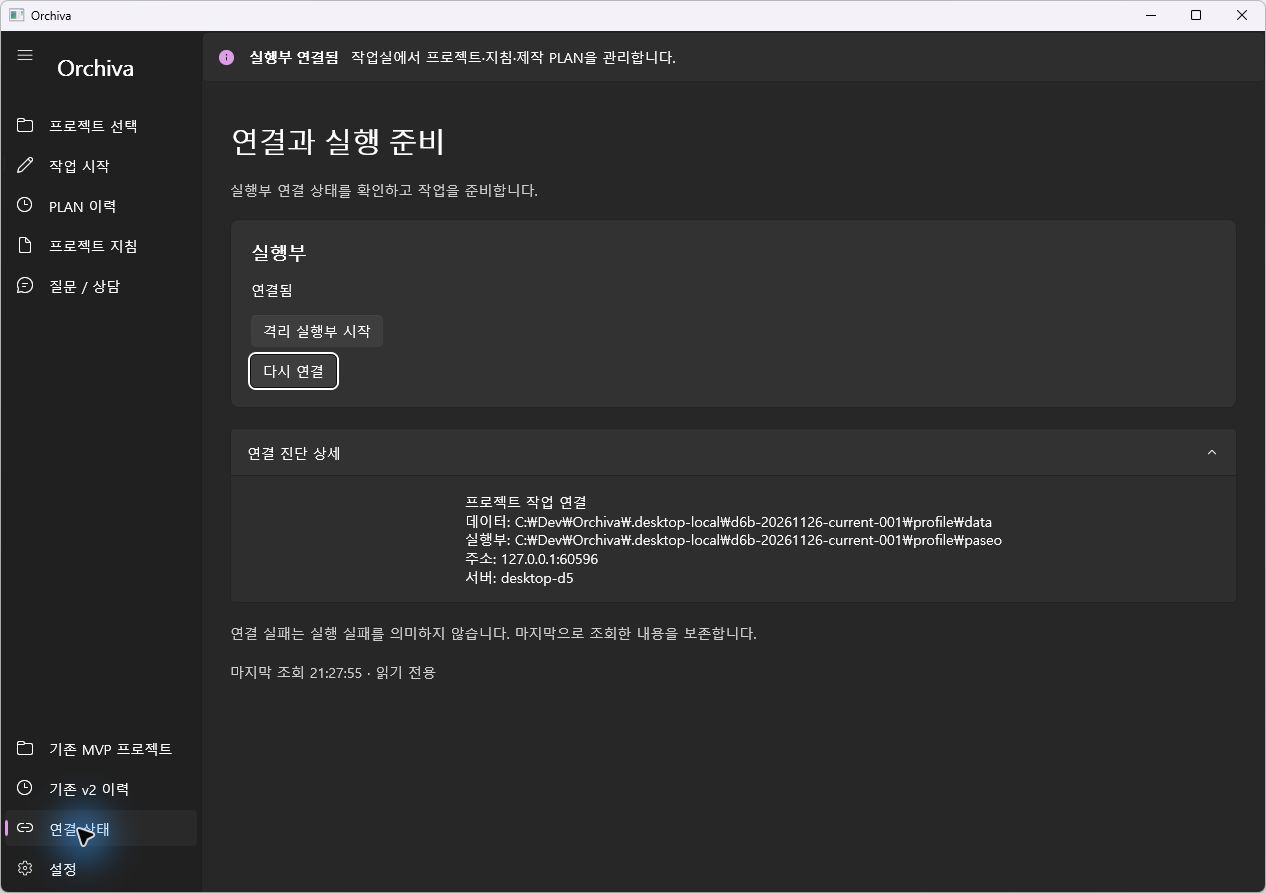 Orchiva
Orchiva
프로젝트 선택
작업 시작
PLAN 이력
프로젝트 지침
질문 / 상담
기존 MVP 프로젝트
기존 v2 이력
연결 상태
설정
실행부 연결됨 작업실에서 프로젝트·지침·제작 PLAN을 관리합니다.
연결과 실행 준비
실행부 연결 상태를 확인하고 작업을 준비합니다.
실행부
연결됨
격리 실행부 시작
다시 연결
연결 진단 상세
프로젝트 작업 연결
데이터: C:₩Dev₩Orchiva₩.desktop-local₩d6b-20261126-current-001₩profile₩data
실행부: C:₩Dev₩Orchiva₩.desktop-local₩d6b-20261126-current-001₩profile₩paseo
주소: 127.0.0.1:60596
서버: desktop-d5
연결 실패는 실행 실패를 의미하지 않습니다. 마지막으로 조회한 내용을 보존합니다.
마지막 조회 21:27:55 · 읽기 전용